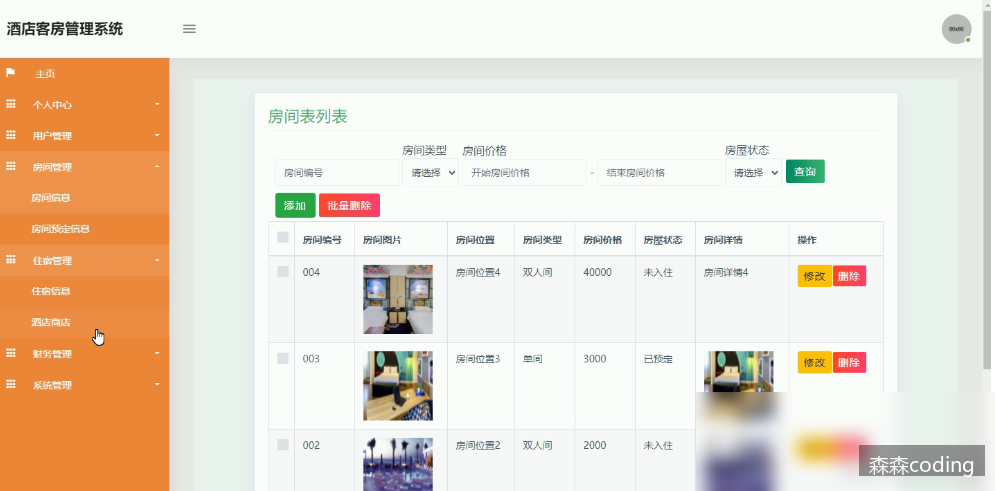 酒店客房管理系统
60x60
主页
个人中心
用户管理
房间管理
房间信息
房间预定信息
住宿管理
住宿信息
酒店商店
财务管理
系统管理
房间表列表
房间类型 房间价格 房屋状态
房间编号 请选择 开始房间价格 - 结束房间价格 请选择 查询
添加 批量删除
房间编号 房间图片 房间位置 房间类型 房间价格 房屋状态 房间详情 操作
004 房间位置4 双人间 40000 未入住 房间详情4 修改 删除
003 房间位置3 单间 3000 已预定 修改 删除
002 房间位置2 双人间 2000 未入住
森森coding